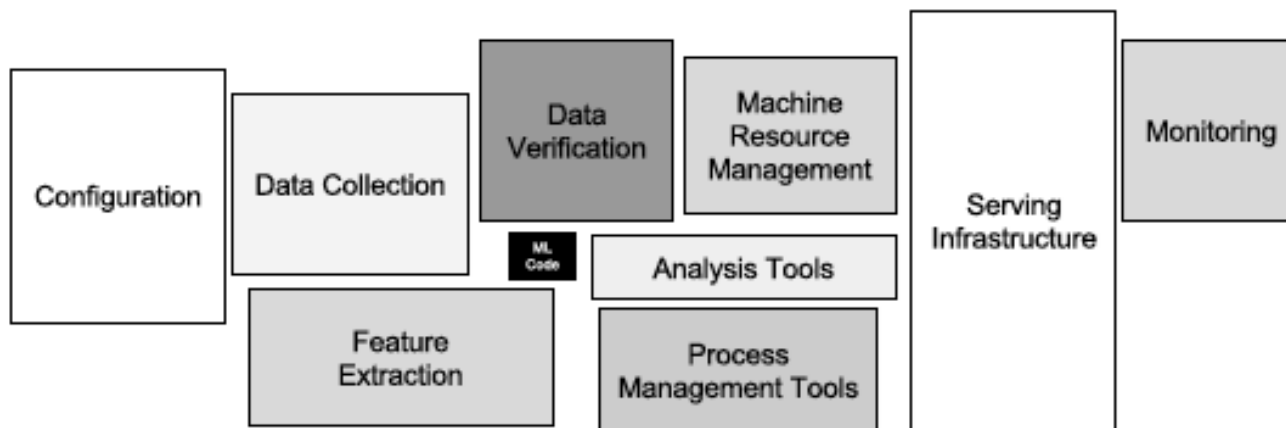 Configuration
Data Collection
Data
Verification
Machine
Resource
Management
Monitoring
Serving
Infrastructure
ML
Code
Analysis Tools
Feature
Extraction
Process
Management Tools